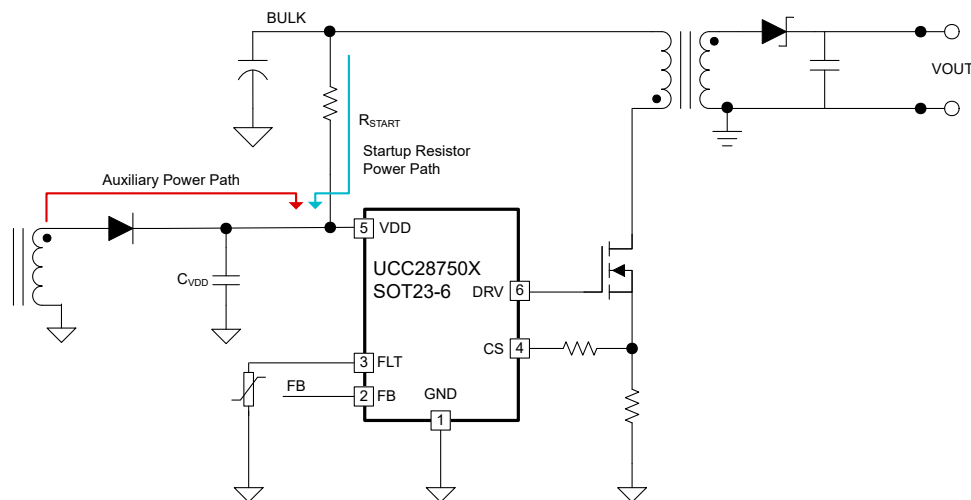 BULK
VOUT
RSTART
Startup Resistor
Power Path
Auxiliary Power Path
5
VDD
UCC28750X
SOT23-6
CVDD
DRV
6
CS
4
3
FLT
FB
2
FB
GND
1